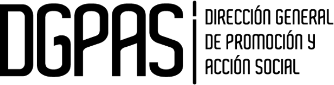 DGPAS
DIRECCIÓN GENERAL
DE PROMOCIÓN Y
ACCIÓN SOCIAL